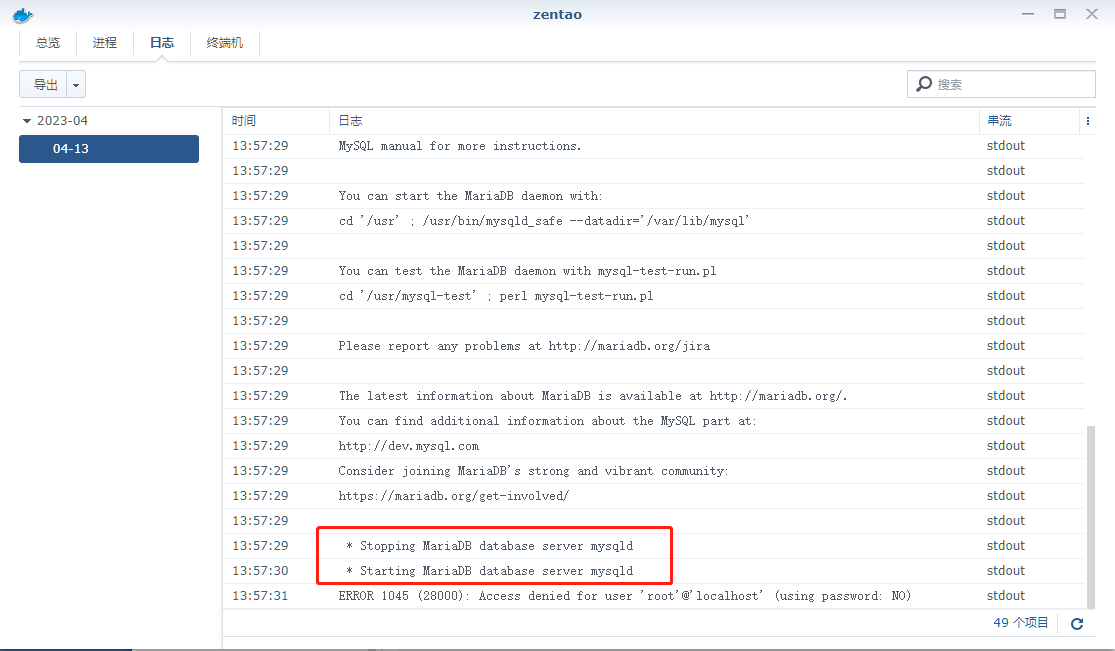 zentao
总览 进程 日志 终端机
导出 搜索
2023-04
04-13
时间 日志 串流
13:57:29 MySQL manual for more instructions. stdout
13:57:29 stdout
13:57:29 You can start the MariaDB daemon with: stdout
13:57:29 cd '/usr' ; /usr/bin/mysqld_safe --datadir='/var/lib/mysql' stdout
13:57:29 stdout
13:57:29 You can test the MariaDB daemon with mysql-test-run.pl stdout
13:57:29 cd '/usr/mysql-test' ; perl mysql-test-run.pl stdout
13:57:29 stdout
13:57:29 Please report any problems at http://mariadb.org/jira stdout
13:57:29 stdout
13:57:29 The latest information about MariaDB is available at http://mariadb.org/. stdout
13:57:29 You can find additional information about the MySQL part at: stdout
13:57:29 http://dev.mysql.com stdout
13:57:29 Consider joining MariaDB's strong and vibrant community: stdout
13:57:29 https://mariadb.org/get-involved/ stdout
13:57:29 stdout
13:57:29 * Stopping MariaDB database server mysqld stdout
13:57:30 * Starting MariaDB database server mysqld stdout
13:57:31 ERROR 1045 (28000): Access denied for user 'root'@'localhost' (using password: NO) stdout
49 个项目